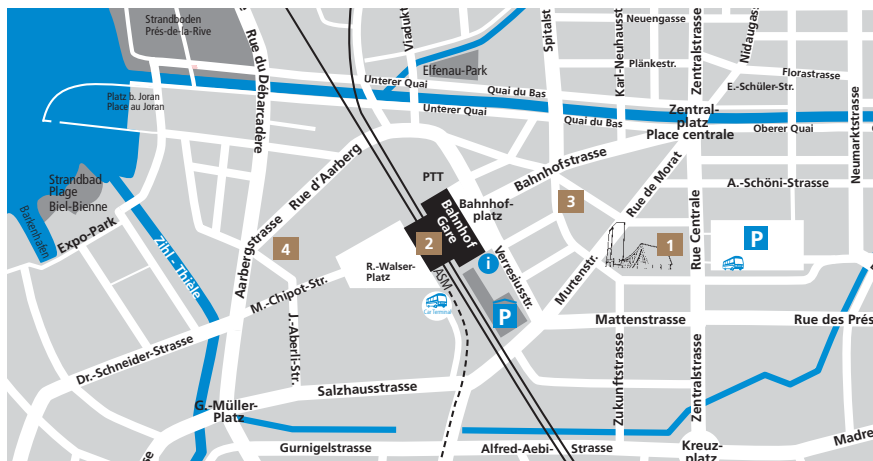 Strandboden
Prés-de-la-Rive
Rue du Débarcadère
Viadukt
Spitalst
Karl-Neuhausst
Neuengasse
Zentralstrasse
Nidaugas
Plänkestr.
Florastrasse
E.-Schüler-Str.
Neumarktstrasse
Elfenau-Park
Unterer Quai
Quai du Bas
Platz b. Joran
Place au Joran
Unterer Quai
Quai du Bas
Zentral-
platz
Place centrale
Oberer Quai
Strandbad
Plage
Biel-Bienne
Barkenhafen
Expo-Park
Zihl - Thièle
Rue d'Aarberg
Aarbergstrasse
PTT
Bahnhof
Gare
Bahnhof-
platz
Bahnhofstrasse
Rue de Morat
Murtenstr.
Rue Centrale
A.-Schöni-Strasse
3
1
P
2
4
i
Verresiusstr.
R.-Walser-
Platz
ASM
Car Terminal
P
M.-Chipot-Str.
J.-Aberli-Str.
Dr.-Schneider-Strasse
Mattenstrasse
Rue des Prés
Zukunftstrasse
Zentralstrasse
Salzhausstrasse
G.-Müller-
Platz
Gurnigelstrasse
Alfred-Aebi-
Strasse
Kreuz-
platz
Madre